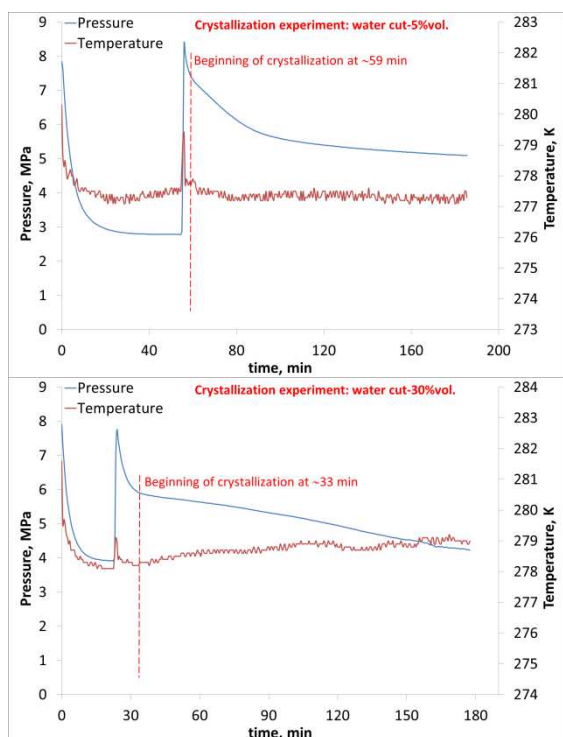 Crystallization experiment: water cut-5%vol.
Pressure
Temperature
Beginning of crystallization at ~59 min
Pressure, MPa
9
8
7
6
5
4
3
2
1
0
Temperature, K
283
282
281
280
279
278
277
276
275
274
273
0 40 80 120 160 200
time, min
Crystallization experiment: water cut-30%vol.
Pressure
Temperature
Beginning of crystallization at ~33 min
Pressure, MPa
9
8
7
6
5
4
3
2
1
0
Temperature, K
284
283
282
281
280
279
278
277
276
275
274
0 30 60 90 120 150 180
time, min